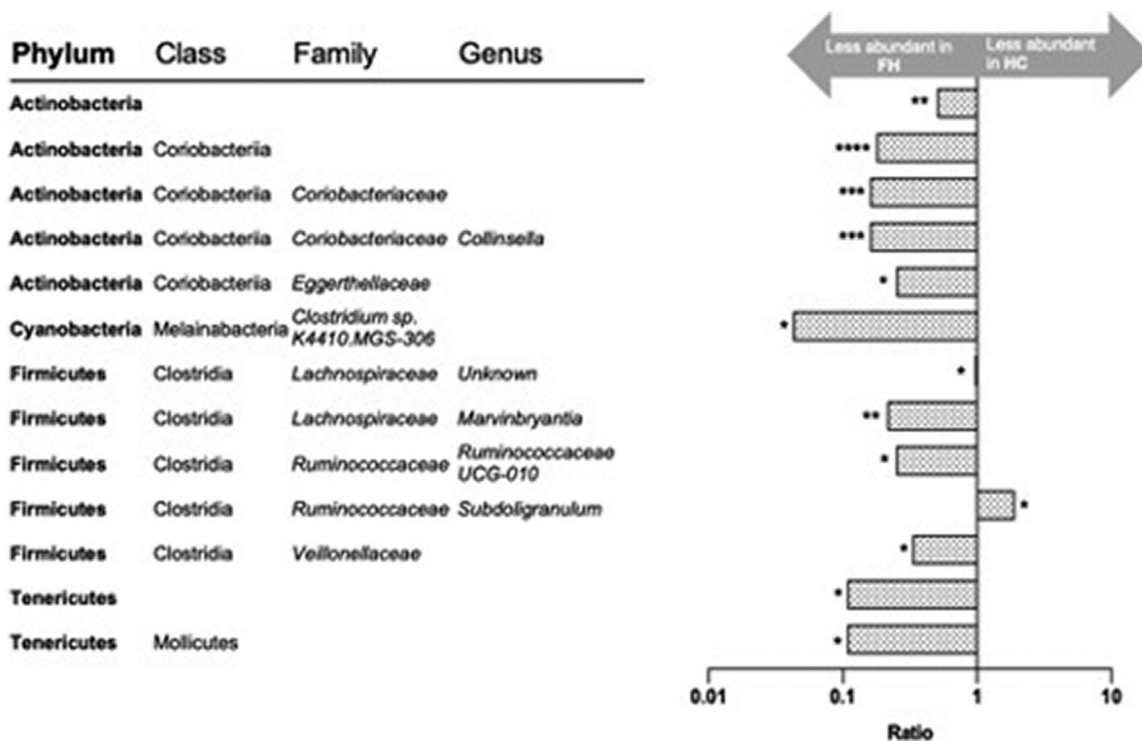 Less abundant in
FH
Less abundant
in HC
Phylum Class Family Genus
Actinobacteria **
Actinobacteria Coriobacteriia ****
Actinobacteria Coriobacteriia Coriobacteriaceae ***
Actinobacteria Coriobacteriia Coriobacteriaceae Collinsella ***
Actinobacteria Coriobacteriia Eggerthellaceae *
Cyanobacteria Melainabacteria Clostridium sp.
K4410.MGS-306 *
Firmicutes Clostridia Lachnospiraceae Unknown *
Firmicutes Clostridia Lachnospiraceae Marvinbryantia **
Firmicutes Clostridia Ruminococcaceae Ruminococcaceae
UCG-010 *
Firmicutes Clostridia Ruminococcaceae Subdoligranulum *
Firmicutes Clostridia Veillonellaceae *
Tenericutes *
Tenericutes Mollicutes *
0.01 0.1 1 10
Ratio